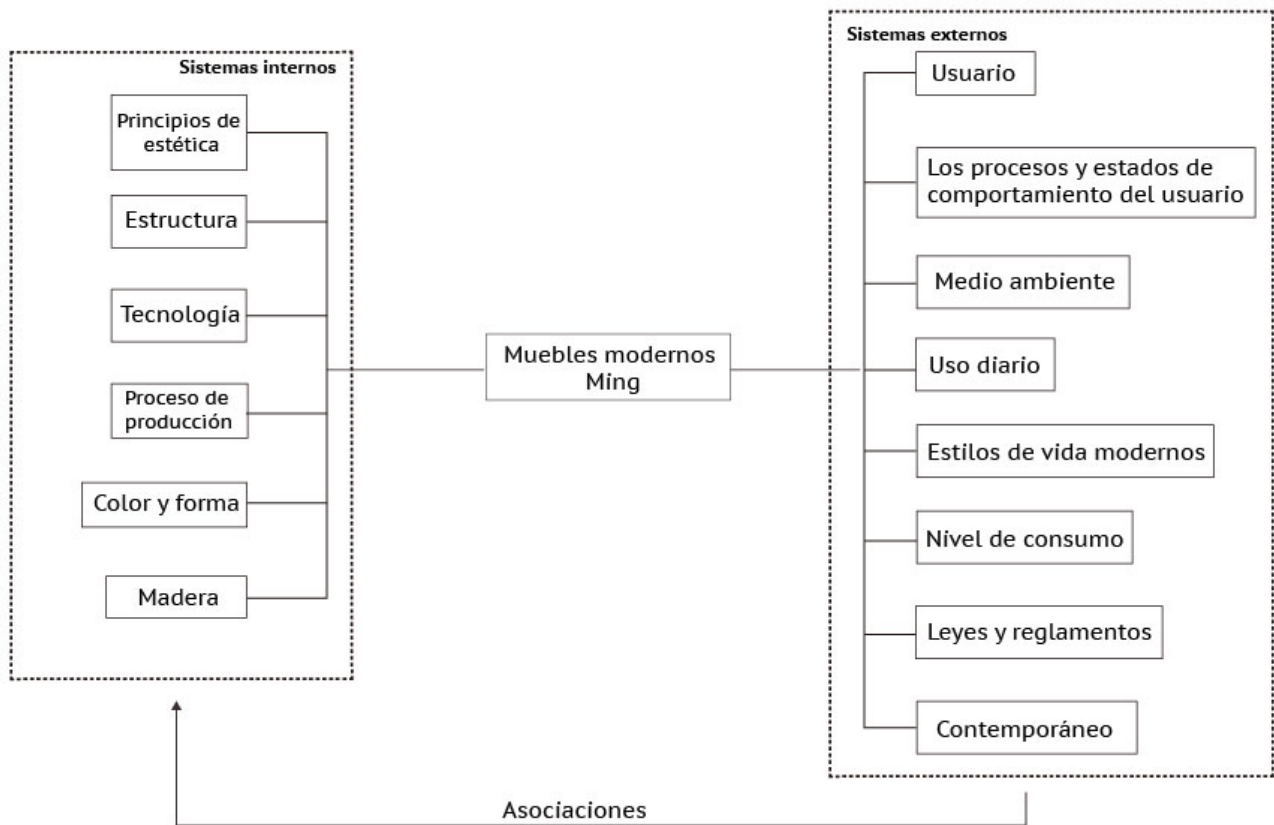 Sistemas internos
Principios de
estética
Estructura
Tecnología
Proceso de
producción
Color y forma
Madera
Muebles modernos
Ming
Sistemas externos
Usuario
Los procesos y estados de
comportamiento del usuario
Medio ambiente
Uso diario
Estilos de vida modernos
Nivel de consumo
Leyes y reglamentos
Contemporáneo
Asociaciones